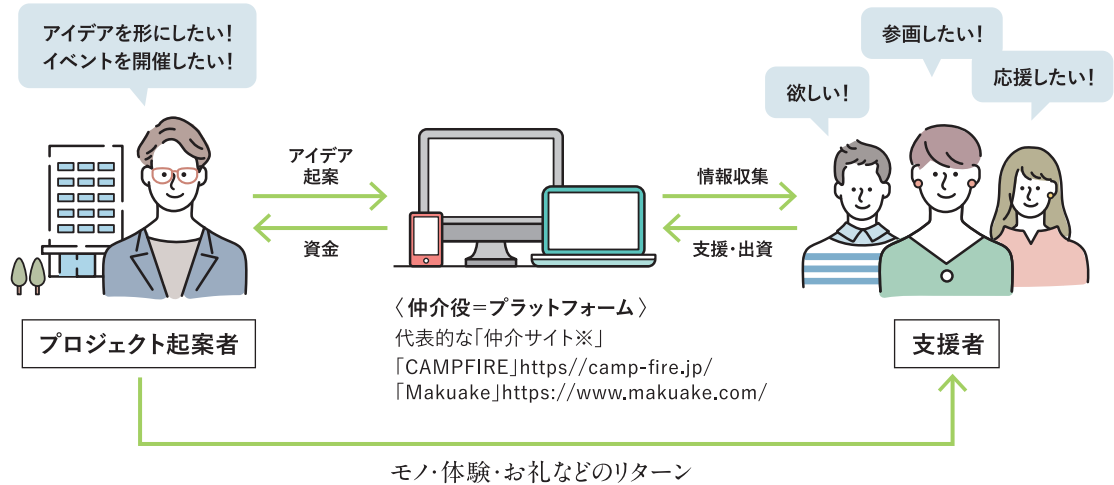 アイデアを形にしたい！
イベントを開催したい！
参画したい！
応援したい！
欲しい！
アイデア
起案
資金
情報収集
支援・出資
〈 仲介役＝プラットフォーム 〉
代表的な「仲介サイト※」
「CAMPFIRE」https//camp-fire.jp/
「Makuake」https://www.makuake.com/
プロジェクト起案者
支援者
モノ・体験・お礼などのリターン